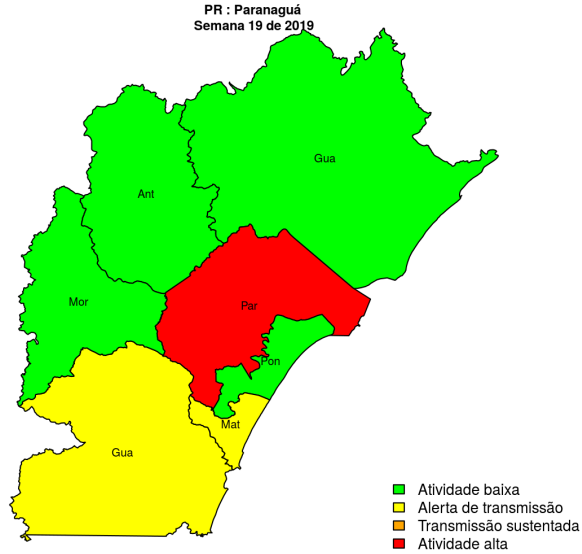 PR : Paranaguá
Semana 19 de 2019
Gua
Ant
Mor
Par
Pon
Mat
Gua
Atividade baixa
Alerta de transmissão
Transmissão sustentada
Atividade alta